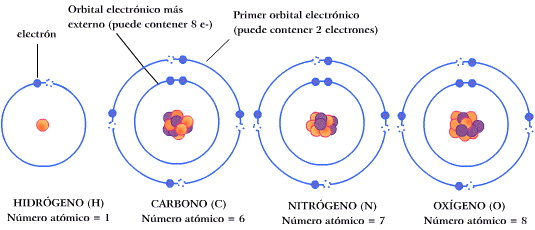 Orbital electrónico más
externo (puede contener 8 e-)
Primer orbital electrónico
(puede contener 2 electrones)
electrón
HIDRÓGENO (H)
Número atómico = 1
CARBONO (C)
Número atómico = 6
NITRÓGENO (N)
Número atómico = 7
OXÍGENO (O)
Número atómico = 8